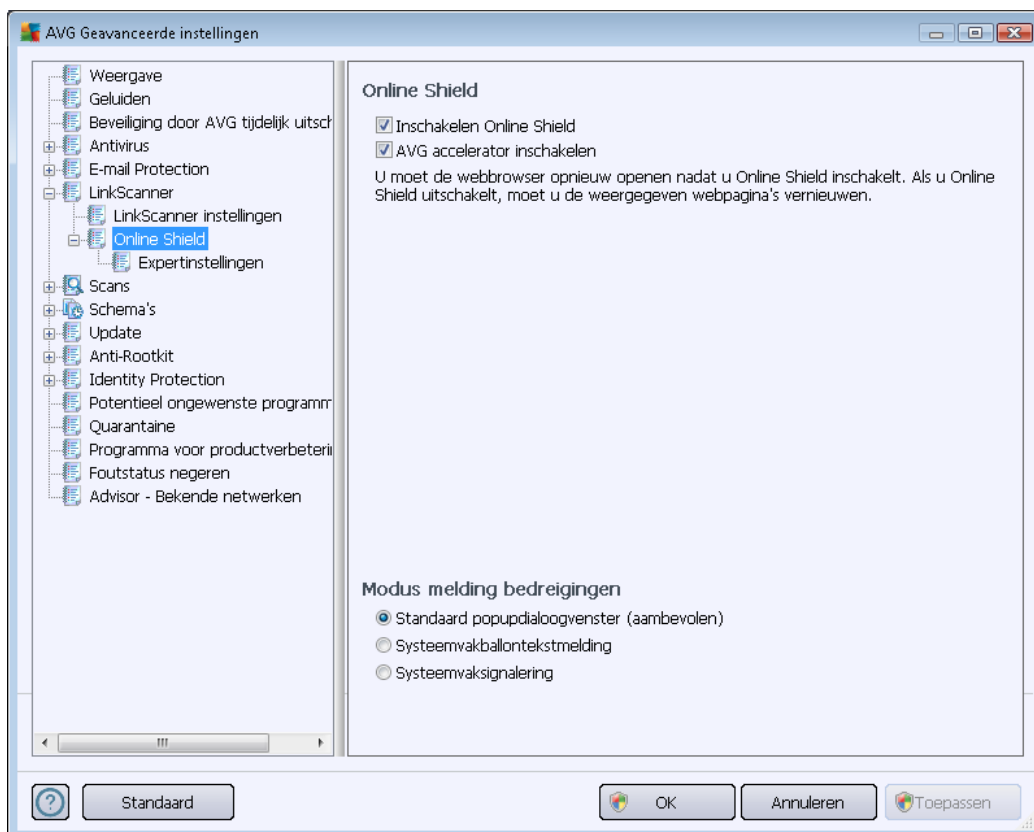 AVG Geavanceerde instellingen
Weergave
Geluiden
Beveiliging door AVG tijdelijk uitsch
Antivirus
E-mail Protection
LinkScanner
LinkScanner instellingen
Online Shield
Expertinstellingen
Scans
Schema's
Update
Anti-Rootkit
Identity Protection
Potentieel ongewenste programm
Quarantaine
Programma voor productverbeterin
Foutstatus negeren
Advisor - Bekende netwerken
Online Shield
Inschakelen Online Shield
AVG accelerator inschakelen
U moet de webbrowser opnieuw openen nadat u Online Shield inschakelt. Als u Online
Shield uitschakelt, moet u de weergegeven webpagina's vernieuwen.
Modus melding bedreigingen
Standaard popupdialoogvenster (aambevolen)
Systeemvakballontekstmelding
Systeemvaksignalering
Standaard
OK
Annuleren
Toepassen